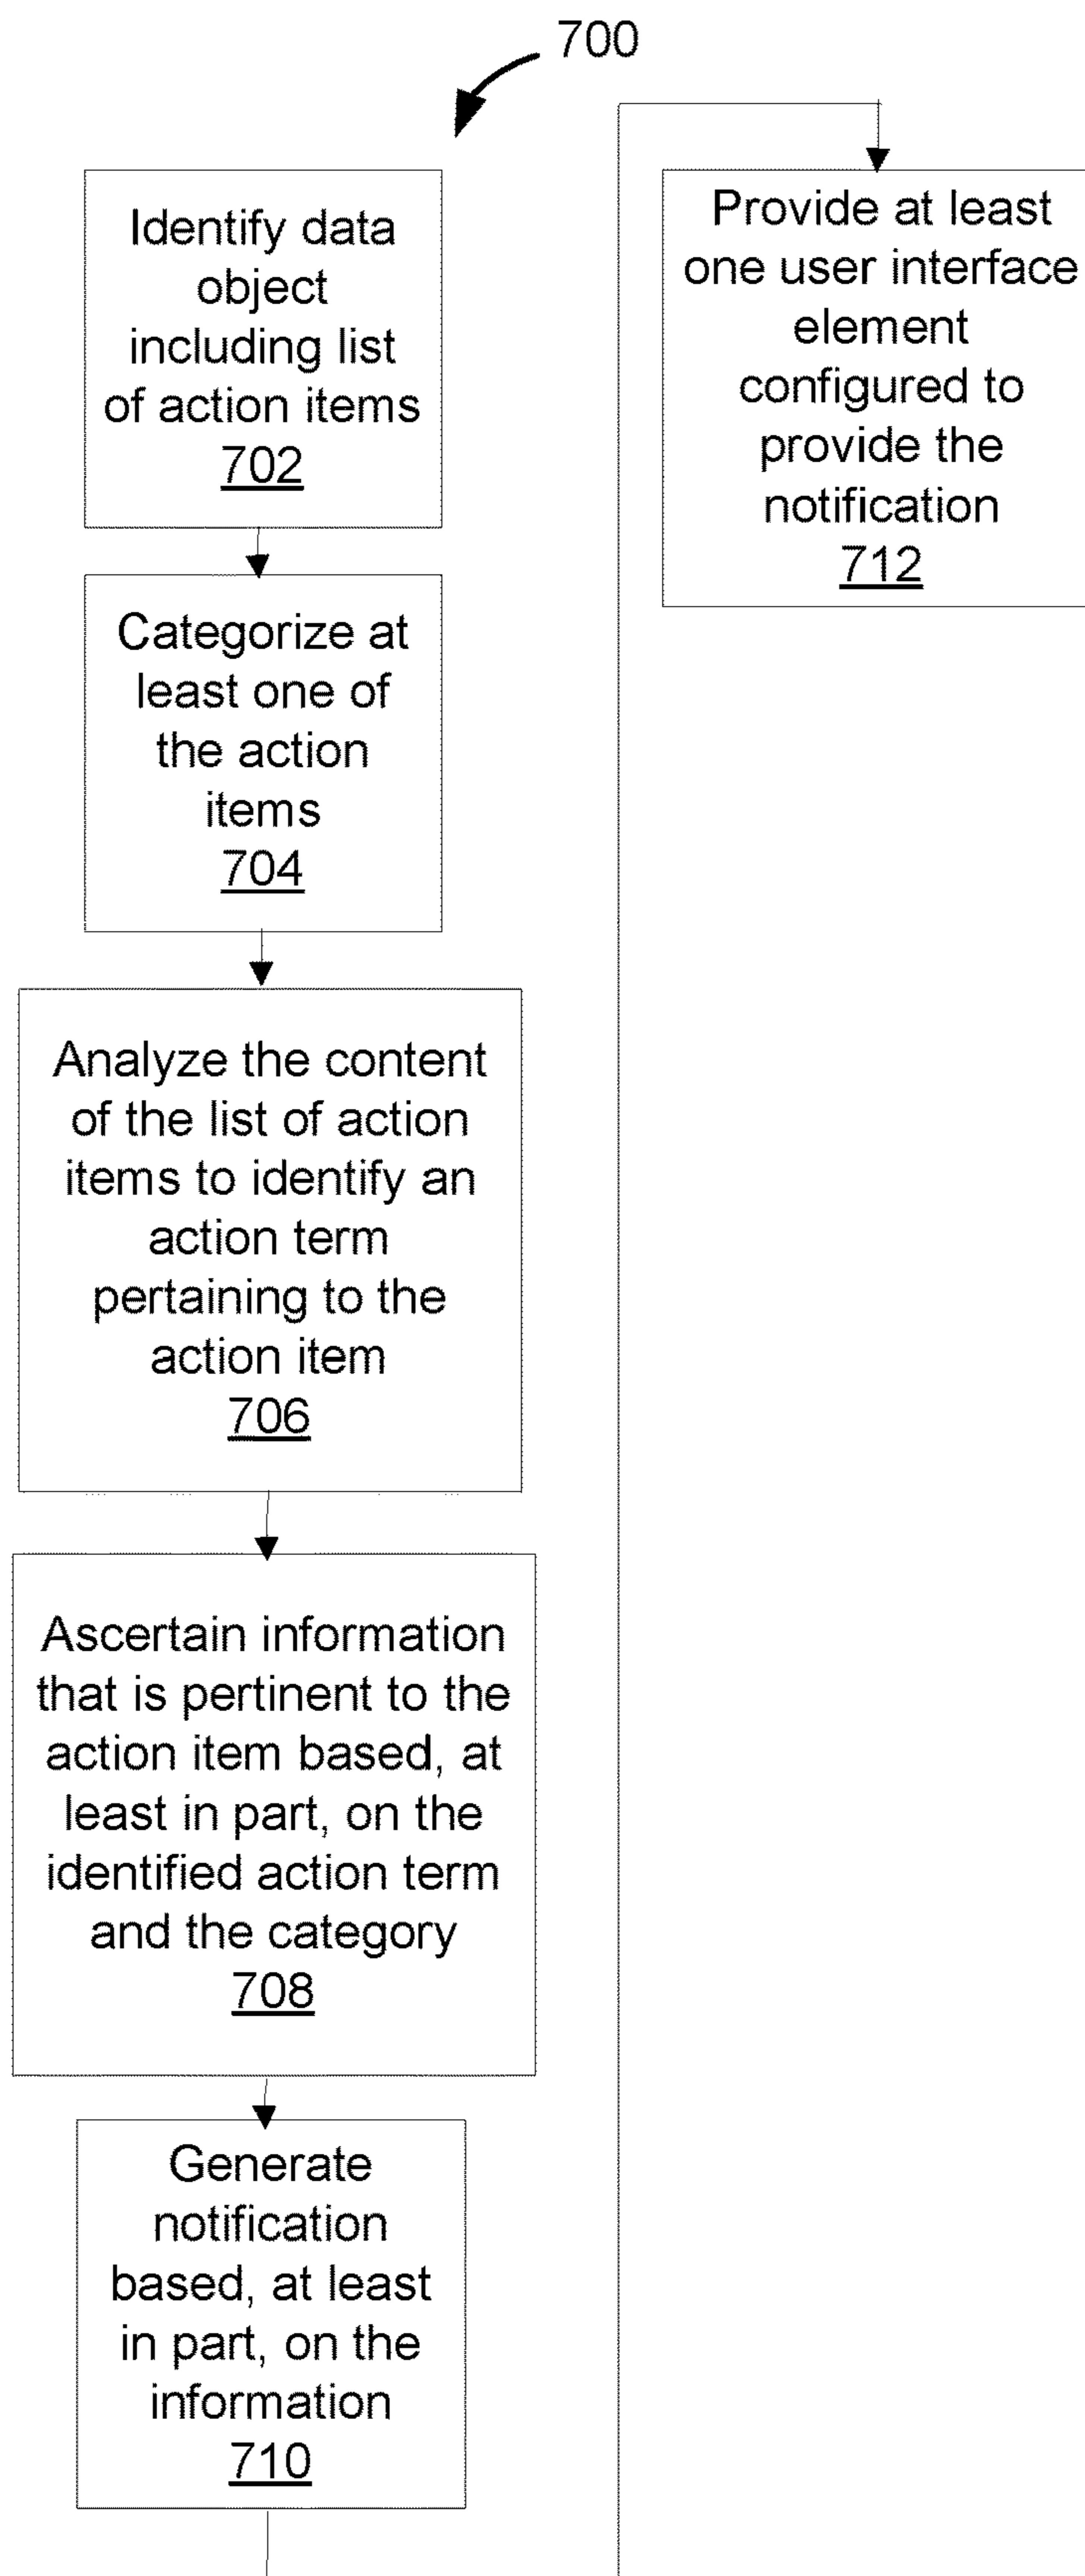 700
Identify data
object
including list
of action items
702
Categorize at
least one of
the action
items
704
Analyze the content
of the list of action
items to identify an
action term
pertaining to the
action item
706
Ascertain information
that is pertinent to the
action item based, at
least in part, on the
identified action term
and the category
708
Generate
notification
based, at least
in part, on the
information
710
Provide at least
one user interface
element
configured to
provide the
notification
712